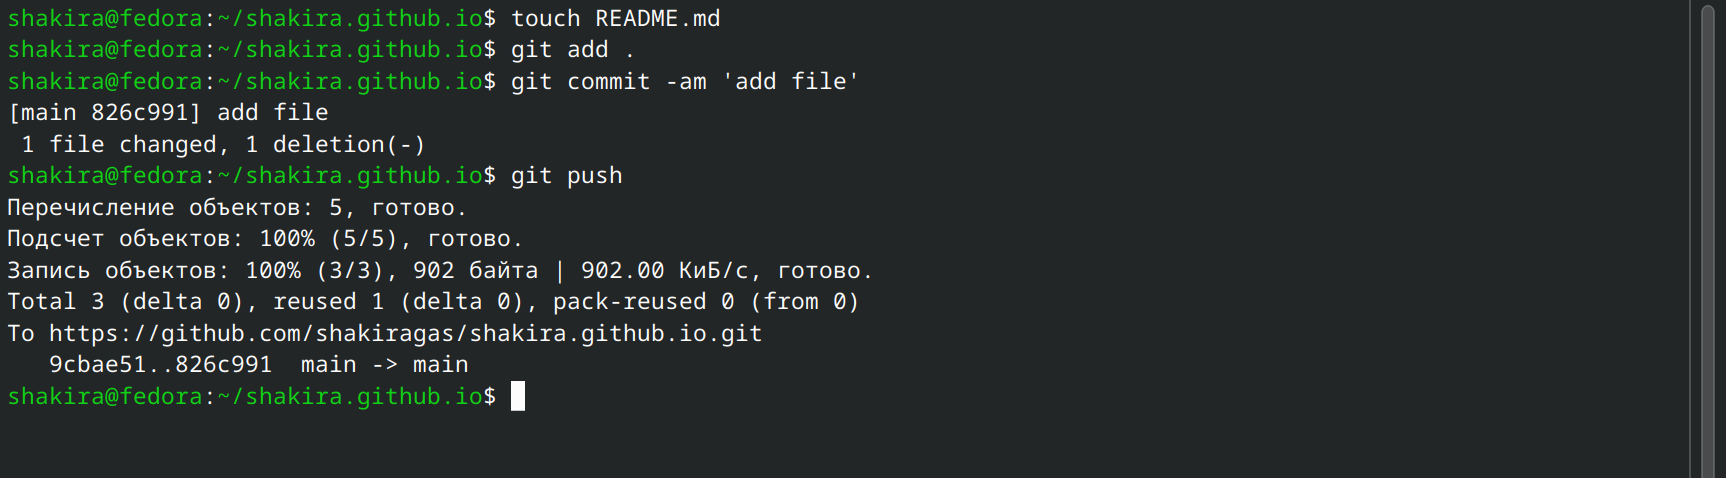 shakira@fedora:~/shakira.github.io$ touch README.md
shakira@fedora:~/shakira.github.io$ git add .
shakira@fedora:~/shakira.github.io$ git commit -am 'add file'
[main 826c991] add file
 1 file changed, 1 deletion(-)
shakira@fedora:~/shakira.github.io$ git push
Перечисление объектов: 5, готово.
Подсчет объектов: 100% (5/5), готово.
Запись объектов: 100% (3/3), 902 байта | 902.00 КиБ/с, готово.
Total 3 (delta 0), reused 1 (delta 0), pack-reused 0 (from 0)
To https://github.com/shakiragas/shakira.github.io.git
   9cbae51..826c991  main -> main
shakira@fedora:~/shakira.github.io$